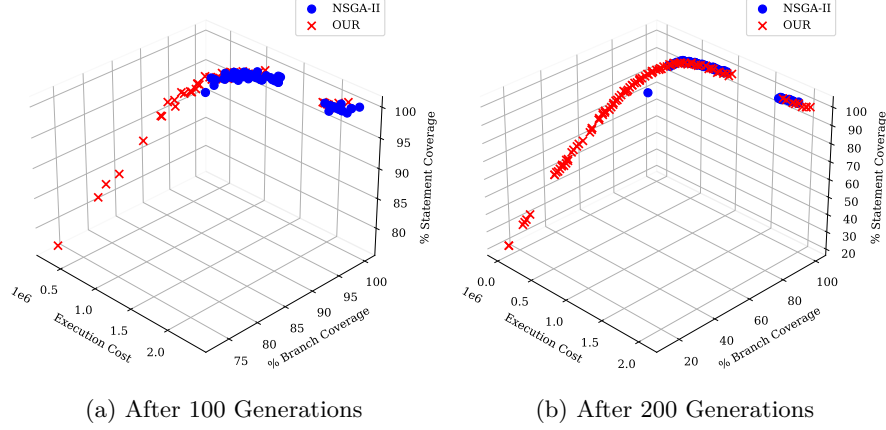 NSGA-II
OUR
100
95
90
85
80
% Statement Coverage
1e6
0.5
1.0
1.5
2.0
Execution Cost
75
80
85
90
95
100
% Branch Coverage
(a) After 100 Generations
NSGA-II
OUR
100
90
80
70
60
50
40
30
20
% Statement Coverage
1e6
0.0
0.5
1.0
1.5
2.0
Execution Cost
20
40
60
80
100
% Branch Coverage
(b) After 200 Generations